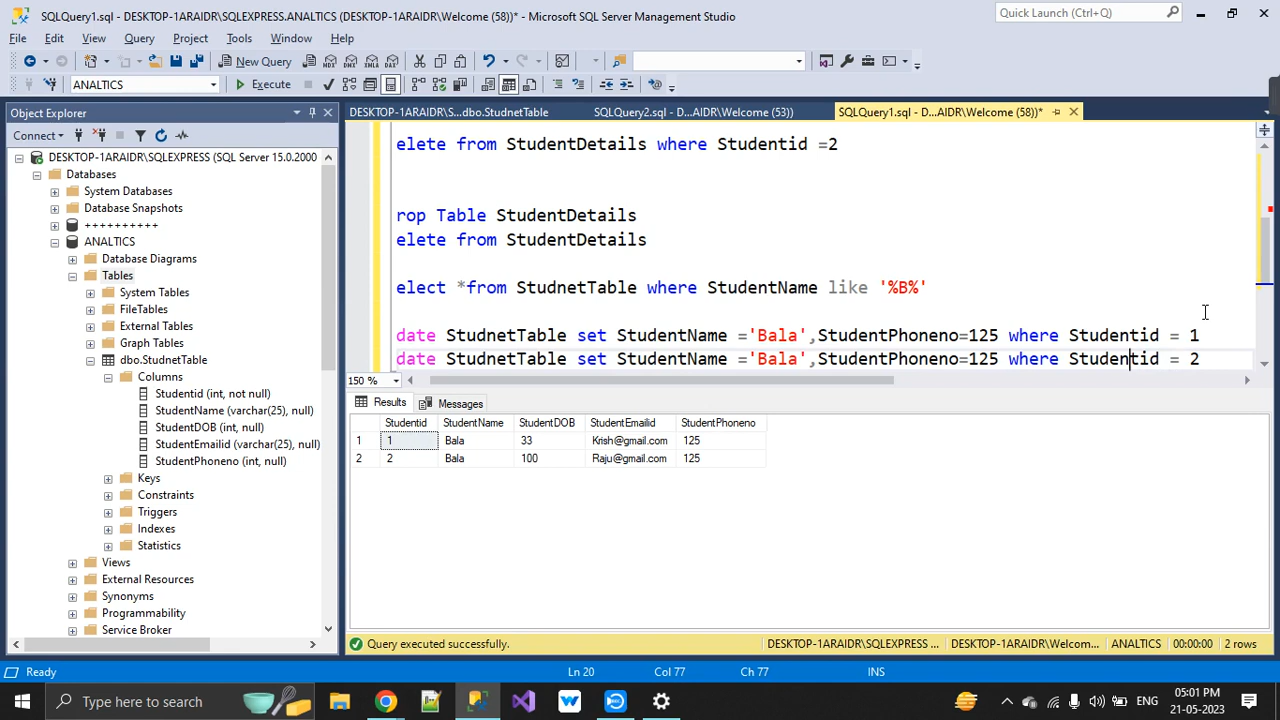 SQLQuery1.sql - DESKTOP-1ARAIDR\SQLEXPRESS.ANALTICS (DESKTOP-1ARAIDR\Welcome (58))* - Microsoft SQL Server Management Studio
Quick Launch (Ctrl+Q)
File Edit View Query Project Tools Window Help
New Query
MDX DMX XMLA DAX
ANALTICS
Execute
Object Explorer
DESKTOP-1ARAIDR\S...dbo.StudnetTable
SQLQuery2.sql - D...AIDR\Welcome (53))
SQLQuery1.sql - D...AIDR\Welcome (58))*
Connect
DESKTOP-1ARAIDR\SQLEXPRESS (SQL Server 15.0.2000
Databases
System Databases
Database Snapshots
++++++++++
ANALTICS
Database Diagrams
Tables
System Tables
FileTables
External Tables
Graph Tables
dbo.StudnetTable
Columns
Studentid (int, not null)
StudentName (varchar(25), null)
StudentDOB (int, null)
StudentEmailid (varchar(25), null)
StudentPhoneno (int, null)
Keys
Constraints
Triggers
Indexes
Statistics
Views
External Resources
Synonyms
Programmability
Service Broker
elete from StudentDetails where Studentid =2
rop Table StudentDetails
elete from StudentDetails
elect *from StudnetTable where StudentName like '%B%'
date StudnetTable set StudentName ='Bala',StudentPhoneno=125 where Studentid = 1
date StudnetTable set StudentName ='Bala',StudentPhoneno=125 where Studentid = 2
150 %
Results Messages
Studentid StudentName StudentDOB StudentEmailid StudentPhoneno
1 1 Bala 33 Krish@gmail.com 125
2 2 Bala 100 Raju@gmail.com 125
Query executed successfully.
DESKTOP-1ARAIDR\SQLEXPRESS ... DESKTOP-1ARAIDR\Welcom... ANALTICS 00:00:00 2 rows
Ready
Ln 20 Col 77 Ch 77 INS
Type here to search
ENG
05:01 PM
21-05-2023